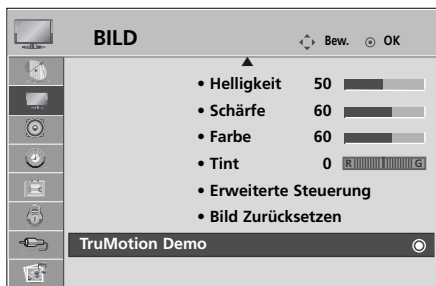 BILD
Bew. OK
• Helligkeit 50
• Schärfe 60
• Farbe 60
• Tint 0 R G
• Erweiterte Steuerung
• Bild Zurücksetzen
TruMotion Demo